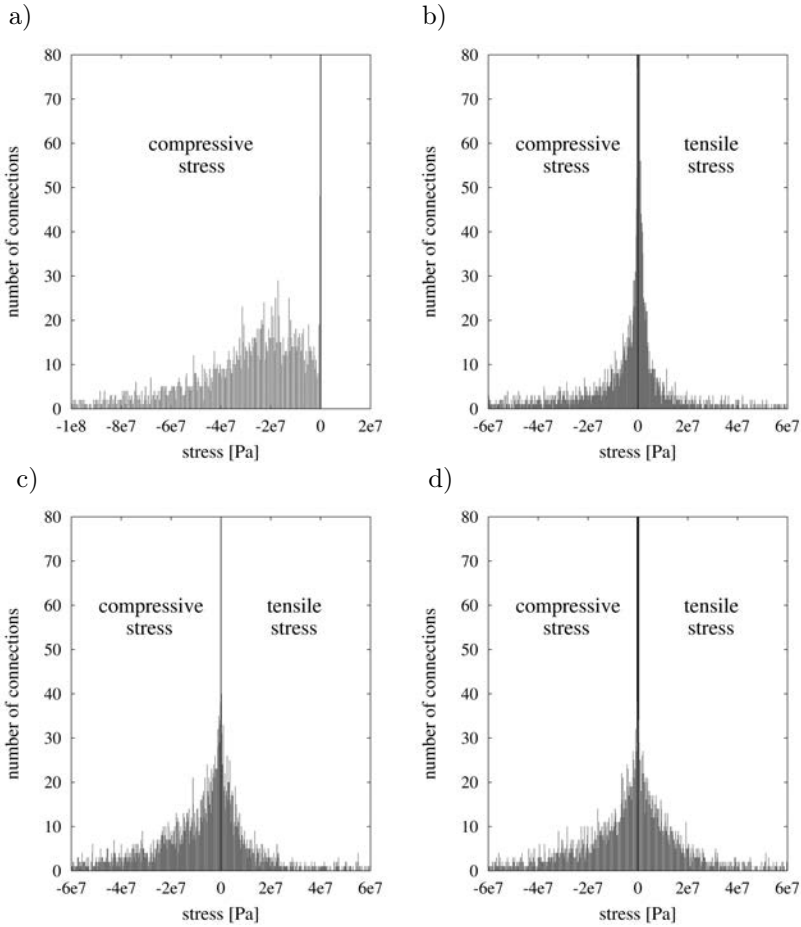 a)
80
70
60
50
40
30
20
10
0
number of connections
compressive
stress
-1e8 -8e7 -6e7 -4e7 -2e7 0 2e7
stress [Pa]
b)
80
70
60
50
40
30
20
10
0
number of connections
compressive
stress
tensile
stress
-6e7 -4e7 -2e7 0 2e7 4e7 6e7
stress [Pa]
c)
80
70
60
50
40
30
20
10
0
number of connections
compressive
stress
tensile
stress
-6e7 -4e7 -2e7 0 2e7 4e7 6e7
stress [Pa]
d)
80
70
60
50
40
30
20
10
0
number of connections
compressive
stress
tensile
stress
-6e7 -4e7 -2e7 0 2e7 4e7 6e7
stress [Pa]